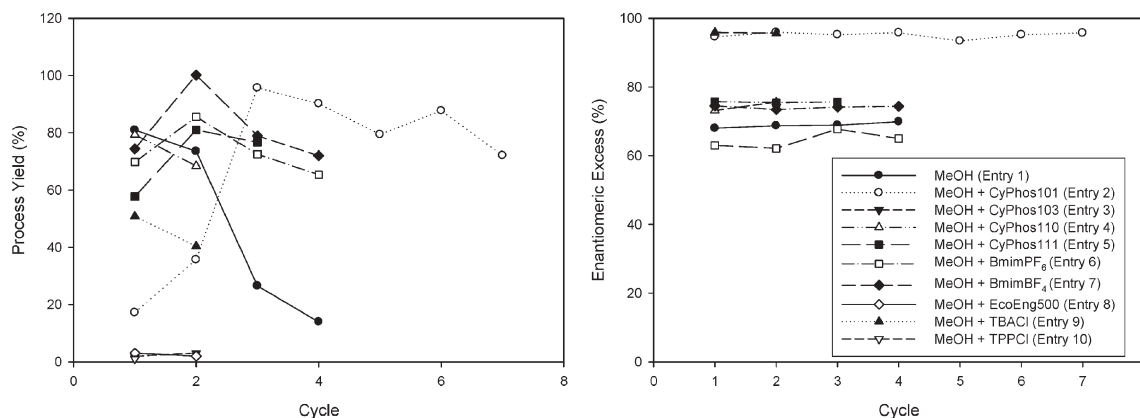 120
100
80
60
40
20
0
Process Yield (%)
0 2 4 6 8
Cycle
100
80
60
40
20
0
Enantiomeric Excess (%)
MeOH (Entry 1)
MeOH + CyPhos101 (Entry 2)
MeOH + CyPhos103 (Entry 3)
MeOH + CyPhos110 (Entry 4)
MeOH + CyPhos111 (Entry 5)
MeOH + BmimPF6 (Entry 6)
MeOH + BmimBF4 (Entry 7)
MeOH + EcoEng500 (Entry 8)
MeOH + TBACl (Entry 9)
MeOH + TPPCl (Entry 10)
0 1 2 3 4 5 6 7
Cycle